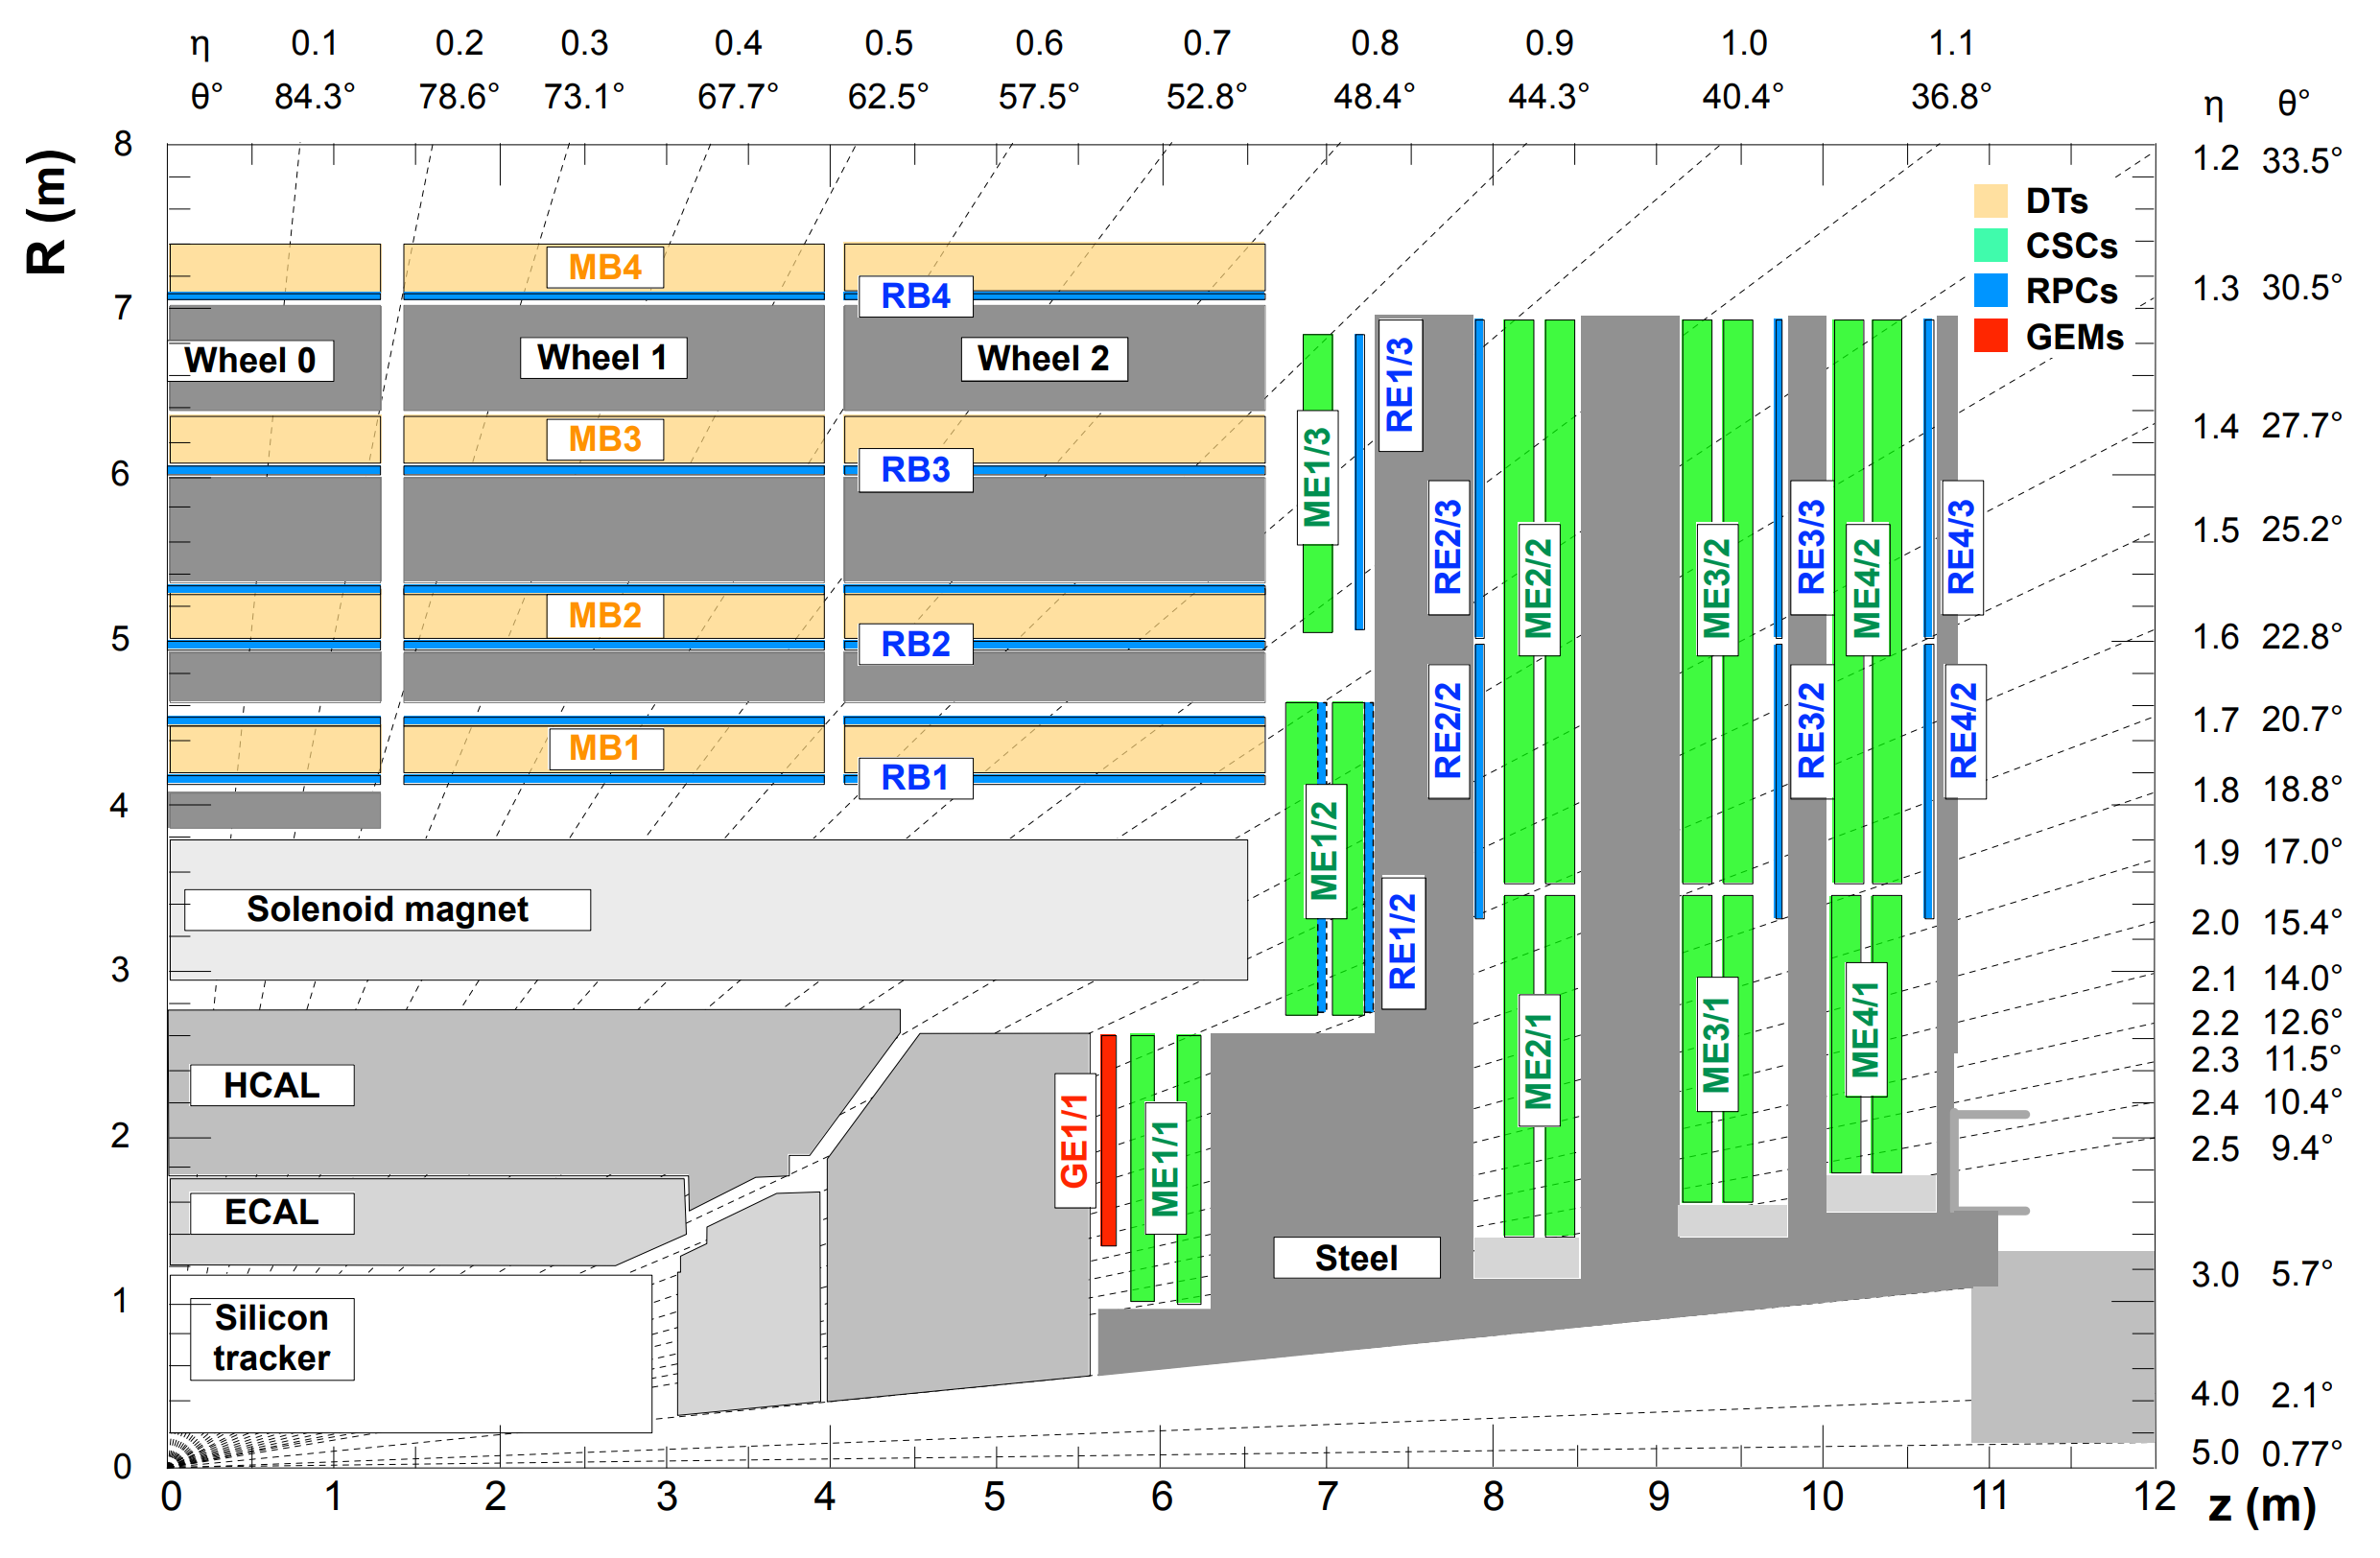 η 0.1 0.2 0.3 0.4 0.5 0.6 0.7 0.8 0.9 1.0 1.1
θ° 84.3° 78.6° 73.1° 67.7° 62.5° 57.5° 52.8° 48.4° 44.3° 40.4° 36.8°
η θ°
1.2 33.5°
1.3 30.5°
1.4 27.7°
1.5 25.2°
1.6 22.8°
1.7 20.7°
1.8 18.8°
1.9 17.0°
2.0 15.4°
2.1 14.0°
2.2 12.6°
2.3 11.5°
2.4 10.4°
2.5 9.4°
3.0 5.7°
4.0 2.1°
5.0 0.77°
R (m)
8
7
6
5
4
3
2
1
0
DTs
CSCs
RPCs
GEMs
MB4
RB4
Wheel 0
Wheel 1
Wheel 2
MB3
RB3
MB2
RB2
MB1
RB1
Solenoid magnet
HCAL
ECAL
Silicon
tracker
Steel
GE1/1
ME1/1
ME1/2
ME1/3
RE1/3
RE1/2
RE2/3
RE2/2
ME2/2
ME2/1
ME3/2
ME3/1
RE3/3
RE3/2
ME4/2
ME4/1
RE4/3
RE4/2
0 1 2 3 4 5 6 7 8 9 10 11 12
z (m)